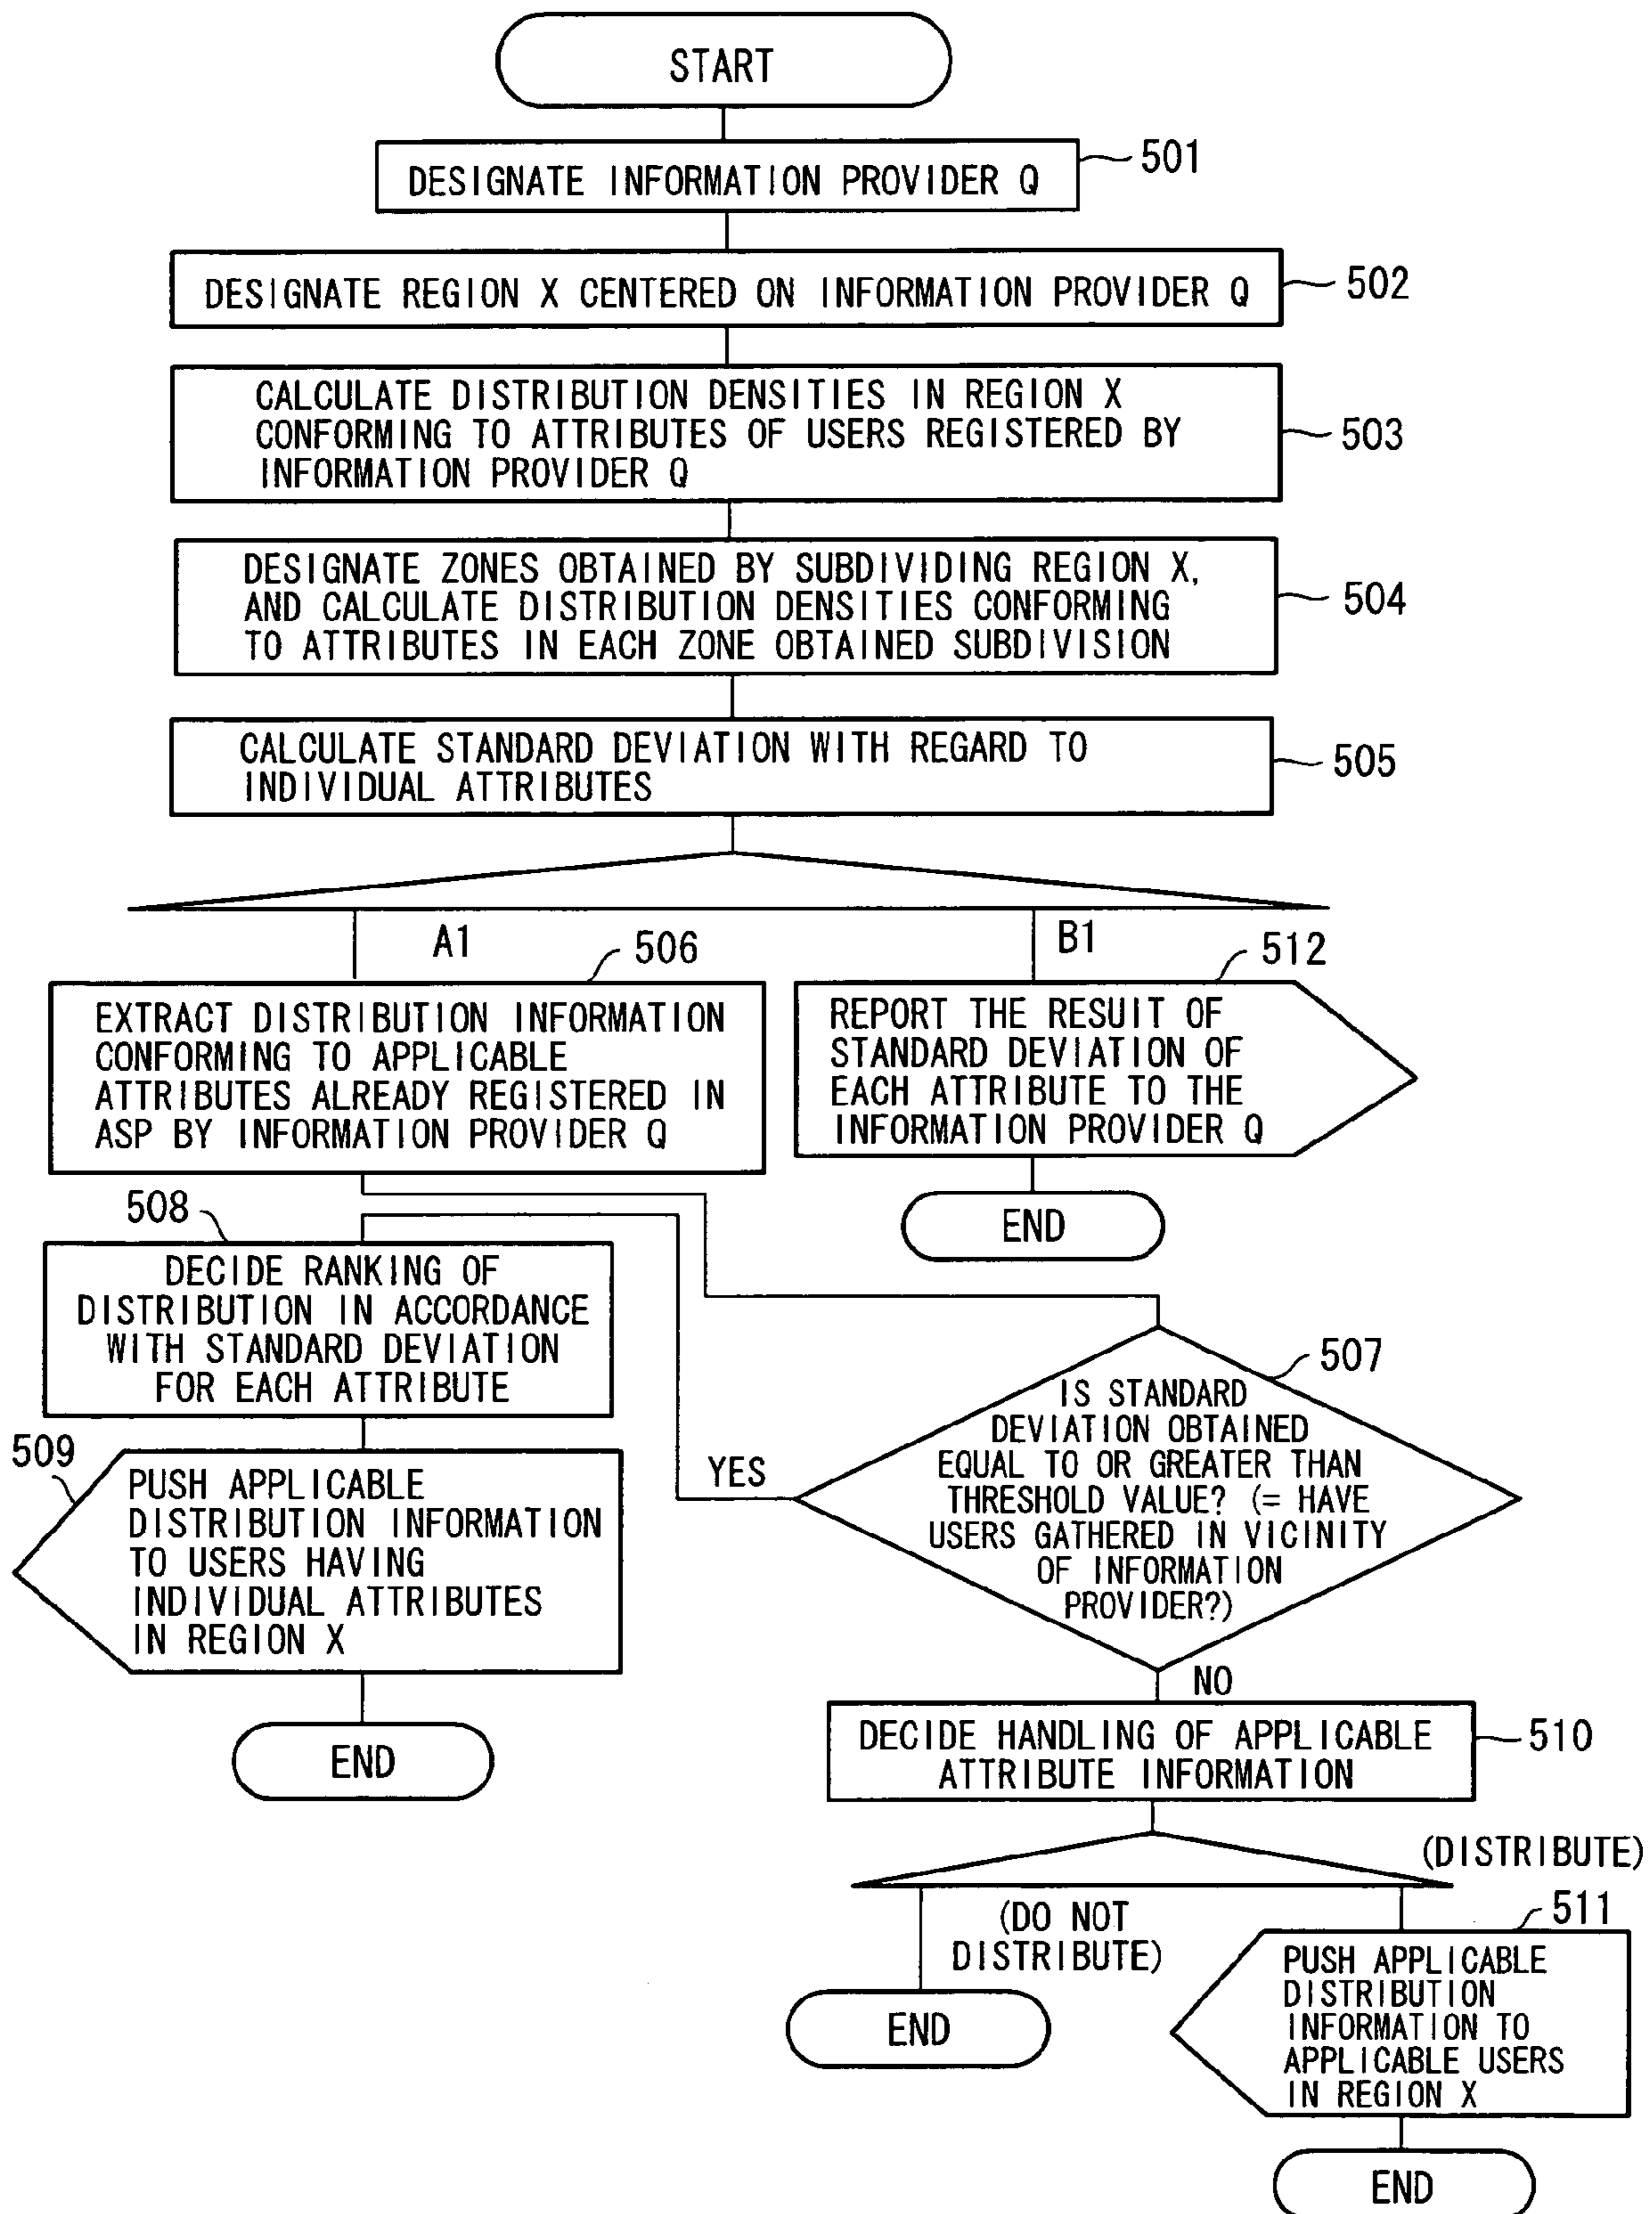 START
DESIGNATE INFORMATION PROVIDER Q
501
DESIGNATE REGION X CENTERED ON INFORMATION PROVIDER Q
502
CALCULATE DISTRIBUTION DENSITIES IN REGION X
CONFORMING TO ATTRIBUTES OF USERS REGISTERED BY
INFORMATION PROVIDER Q
503
DESIGNATE ZONES OBTAINED BY SUBDIVIDING REGION X,
AND CALCULATE DISTRIBUTION DENSITIES CONFORMING
TO ATTRIBUTES IN EACH ZONE OBTAINED SUBDIVISION
504
CALCULATE STANDARD DEVIATION WITH REGARD TO
INDIVIDUAL ATTRIBUTES
505
A1
506
EXTRACT DISTRIBUTION INFORMATION
CONFORMING TO APPLICABLE
ATTRIBUTES ALREADY REGISTERED IN
ASP BY INFORMATION PROVIDER Q
B1
512
REPORT THE RESUIT OF
STANDARD DEVIATION OF
EACH ATTRIBUTE TO THE
INFORMATION PROVIDER Q
END
508
DECIDE RANKING OF
DISTRIBUTION IN ACCORDANCE
WITH STANDARD DEVIATION
FOR EACH ATTRIBUTE
509
PUSH APPLICABLE
DISTRIBUTION INFORMATION
TO USERS HAVING
INDIVIDUAL ATTRIBUTES
IN REGION X
END
507
IS STANDARD
DEVIATION OBTAINED
EQUAL TO OR GREATER THAN
THRESHOLD VALUE? (= HAVE
USERS GATHERED IN VICINITY
OF INFORMATION
PROVIDER?)
YES
NO
DECIDE HANDLING OF APPLICABLE
ATTRIBUTE INFORMATION
510
(DO NOT
DISTRIBUTE)
END
(DISTRIBUTE)
511
PUSH APPLICABLE
DISTRIBUTION
INFORMATION TO
APPLICABLE USERS
IN REGION X
END